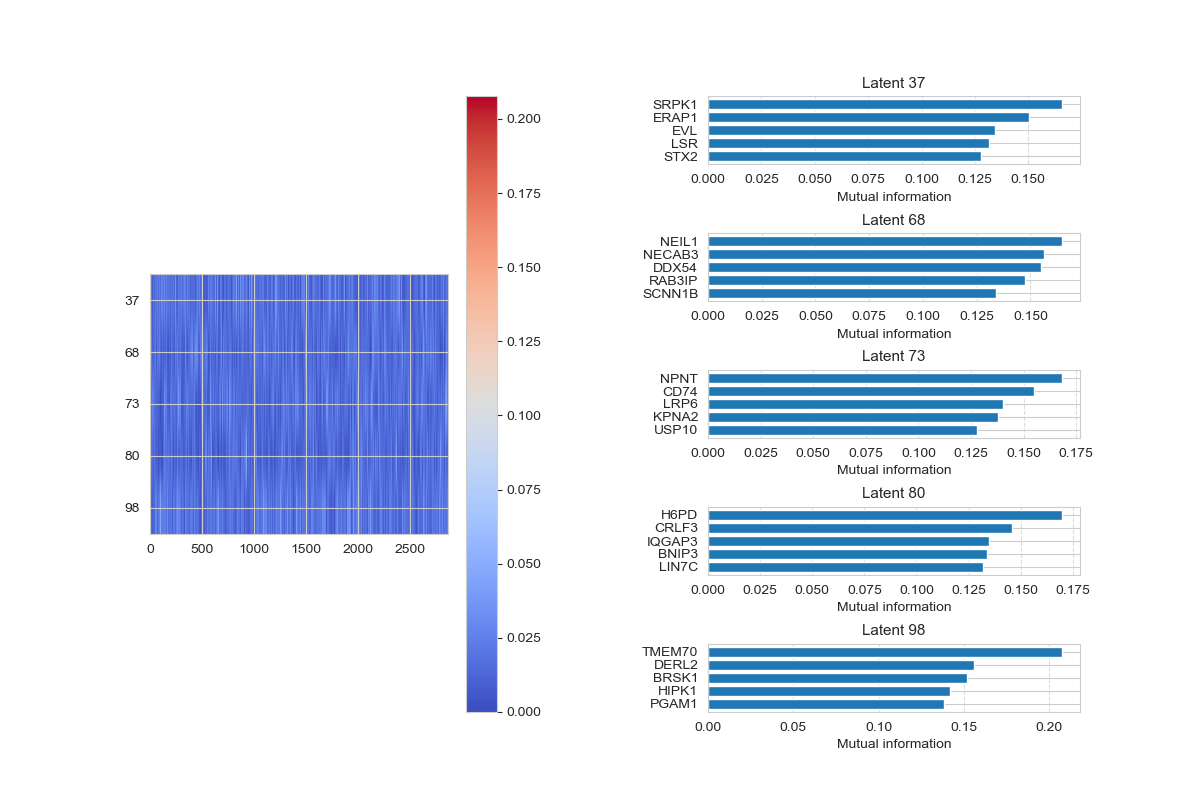 37
68
73
80
98
0 500 1000 1500 2000 2500
0.200
0.175
0.150
0.125
0.100
0.075
0.050
0.025
0.000
Latent 37
SRPK1
ERAP1
EVL
LSR
STX2
0.000 0.025 0.050 0.075 0.100 0.125 0.150
Mutual information
Latent 68
NEIL1
NECAB3
DDX54
RAB3IP
SCNN1B
0.000 0.025 0.050 0.075 0.100 0.125 0.150
Mutual information
Latent 73
NPNT
CD74
LRP6
KPNA2
USP10
0.000 0.025 0.050 0.075 0.100 0.125 0.150 0.175
Mutual information
Latent 80
H6PD
CRLF3
IQGAP3
BNIP3
LIN7C
0.000 0.025 0.050 0.075 0.100 0.125 0.150 0.175
Mutual information
Latent 98
TMEM70
DERL2
BRSK1
HIPK1
PGAM1
0.00 0.05 0.10 0.15 0.20
Mutual information